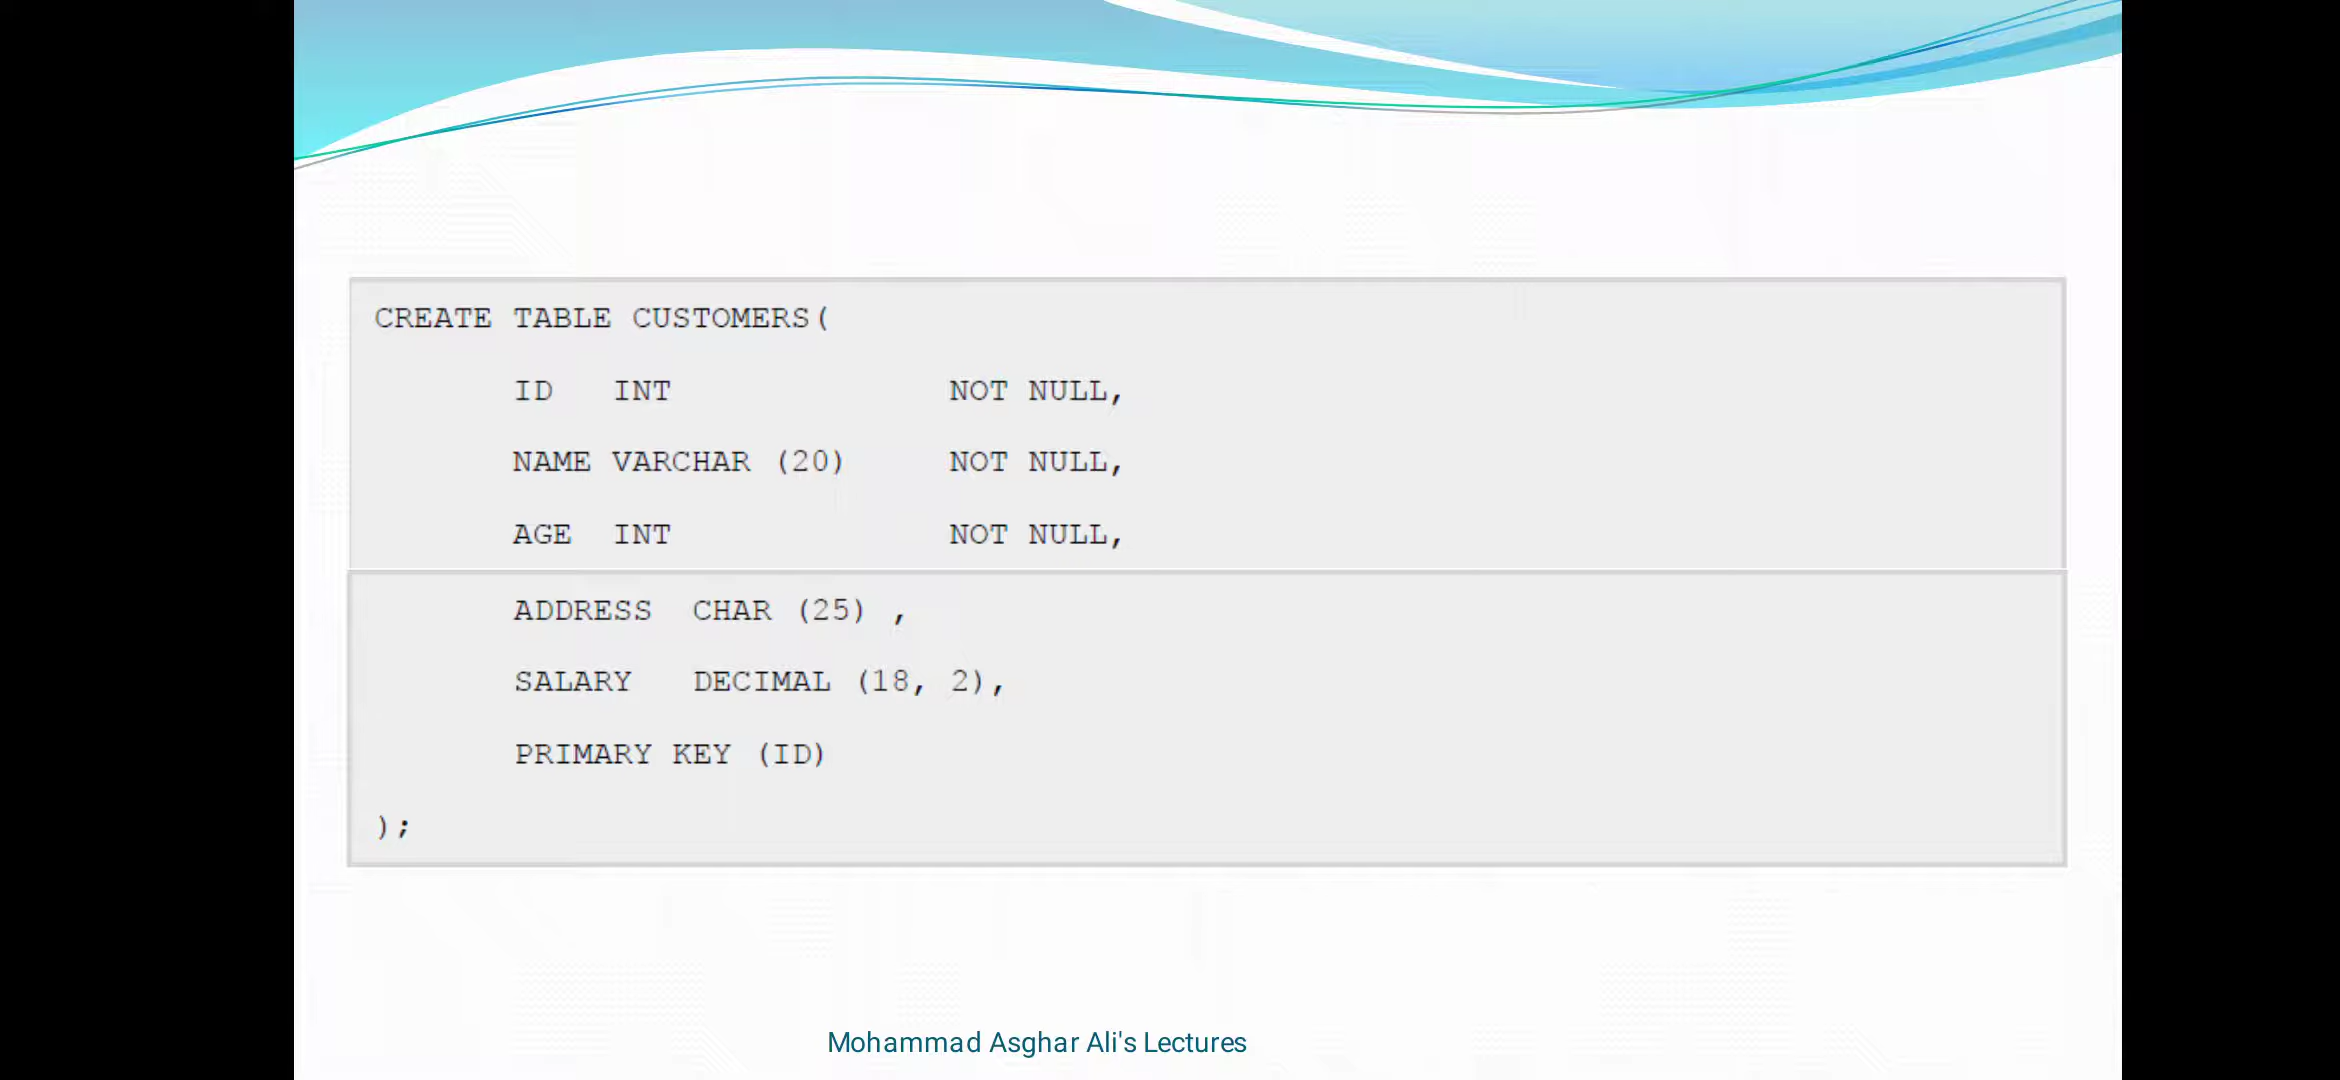 CREATE TABLE CUSTOMERS(
ID INT NOT NULL,
NAME VARCHAR (20) NOT NULL,
AGE INT NOT NULL,
ADDRESS CHAR (25) ,
SALARY DECIMAL (18, 2),
PRIMARY KEY (ID)
);
Mohammad Asghar Ali's Lectures